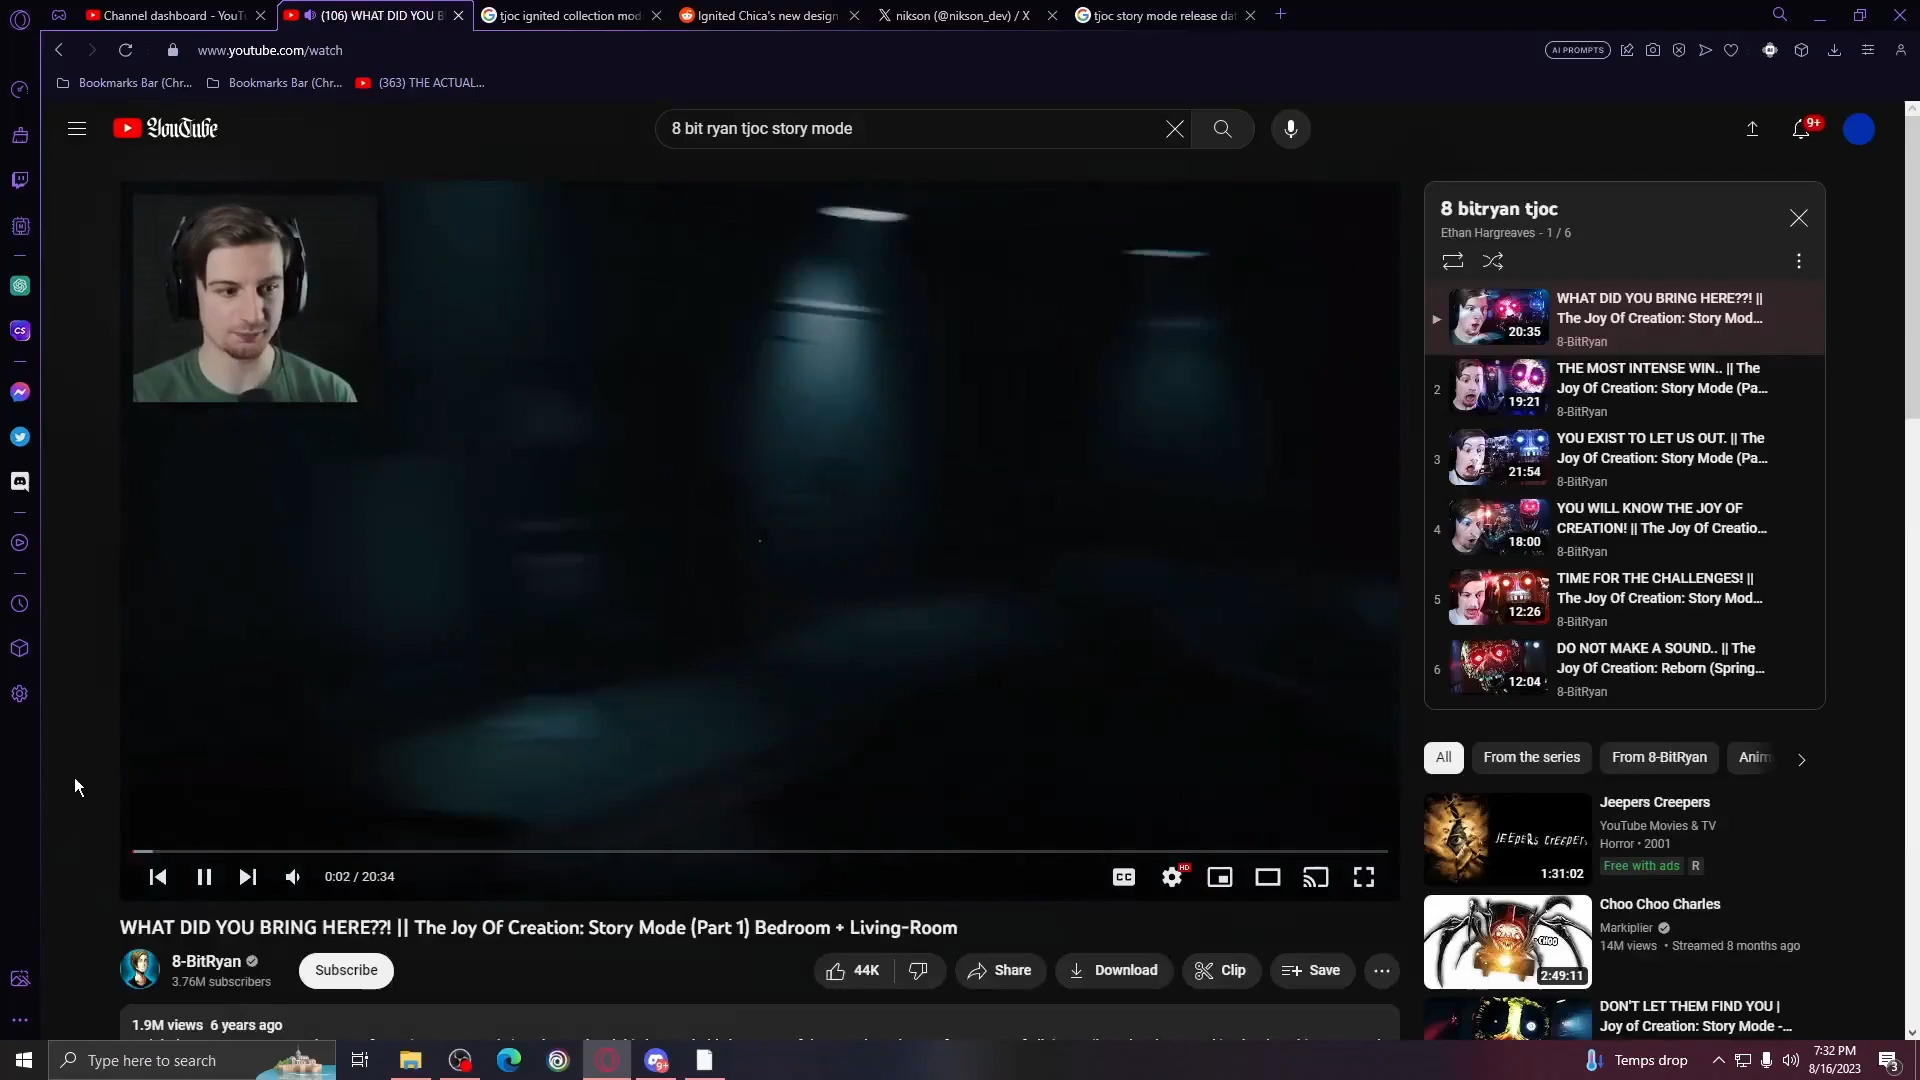 Channel dashboard - YouT
(106) WHAT DID YOU B
tjoc ignited collection mod
Ignited Chica's new design
nikson (@nikson_dev) / X
tjoc story mode release dat
www.youtube.com/watch
AI PROMPTS
Bookmarks Bar (Chr...
Bookmarks Bar (Chr...
(363) THE ACTUAL...
YouTube
8 bit ryan tjoc story mode
9+
8 bitryan tjoc
Ethan Hargreaves - 1 / 6
WHAT DID YOU BRING HERE??! ||
The Joy Of Creation: Story Mod...
8-BitRyan
20:35
2
THE MOST INTENSE WIN.. || The
Joy Of Creation: Story Mode (Pa...
8-BitRyan
19:21
3
YOU EXIST TO LET US OUT. || The
Joy Of Creation: Story Mode (Pa...
8-BitRyan
21:54
4
YOU WILL KNOW THE JOY OF
CREATION! || The Joy Of Creatio...
8-BitRyan
18:00
5
TIME FOR THE CHALLENGES! ||
The Joy Of Creation: Story Mod...
8-BitRyan
12:26
6
DO NOT MAKE A SOUND.. || The
Joy Of Creation: Reborn (Spring...
8-BitRyan
12:04
All
From the series
From 8-BitRyan
Anim
JEEPERS CREEPERS
1:31:02
Jeepers Creepers
YouTube Movies & TV
Horror • 2001
Free with ads
R
CHOO
2:49:11
Choo Choo Charles
Markiplier
14M views • Streamed 8 months ago
DON'T LET THEM FIND YOU |
Joy of Creation: Story Mode -...
0:02 / 20:34
CC
HD
WHAT DID YOU BRING HERE??! || The Joy Of Creation: Story Mode (Part 1) Bedroom + Living-Room
8-BitRyan
3.76M subscribers
Subscribe
44K
Share
Download
Clip
Save
1.9M views 6 years ago
Type here to search
9+
Temps drop
7:32 PM
8/16/2023
3
CS